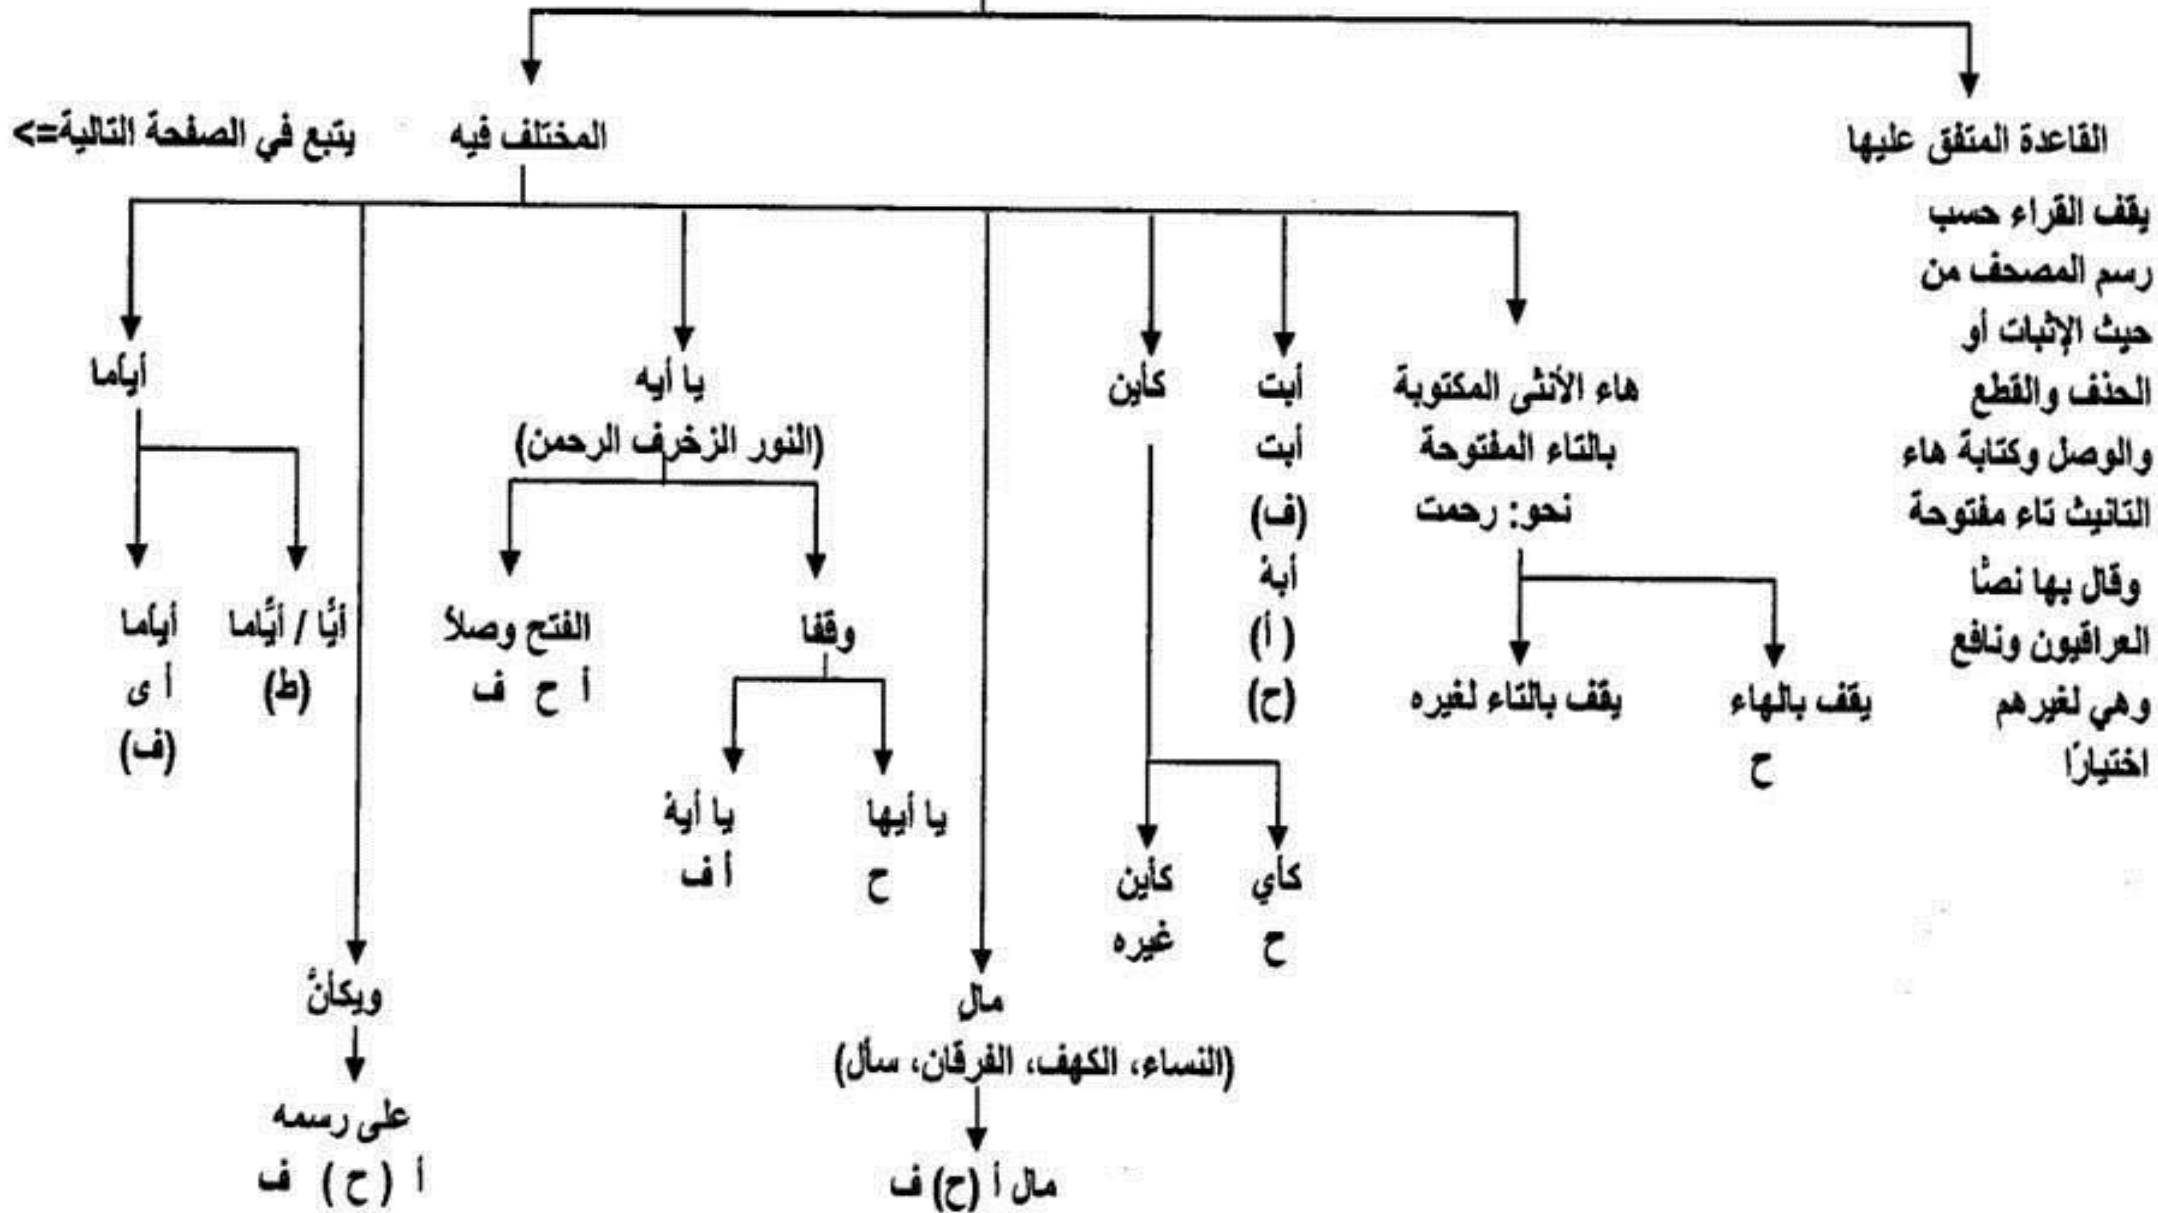 القاعدة المتفق عليها
يقف القراء حسب
رسم المصحف من
حيث الإثبات أو
الحذف والقطع
والوصل وكتابة هاء
التانيث تاء مفتوحة
وقال بها نصًا
العراقيون ونافع
وهي لغيرهم
اختيارًا
المختلف فيه
يتبع في الصفحة التالية=>
هاء الأنثى المكتوبة
بالتاء المفتوحة
نحو: رحمت
يقف بالهاء
ح
يقف بالتاء لغيره
أبت
أبت
(ف)
أبة
(أ)
(ح)
كأين
كأي
ح
كأين
غيره
مال
(النساء، الكهف، الفرقان، سأل)
مال أ (ح) ف
يا أيه
(النور الزخرف الرحمن)
وقفا
يا أيها
ح
يا أية
أ ف
الفتح وصلاً
أ ح ف
ويكأنَّ
على رسمه
أ ( ح ) ف
أياما
أيًّا / أيَّاما
(ط)
أياما
أ ى
(ف)